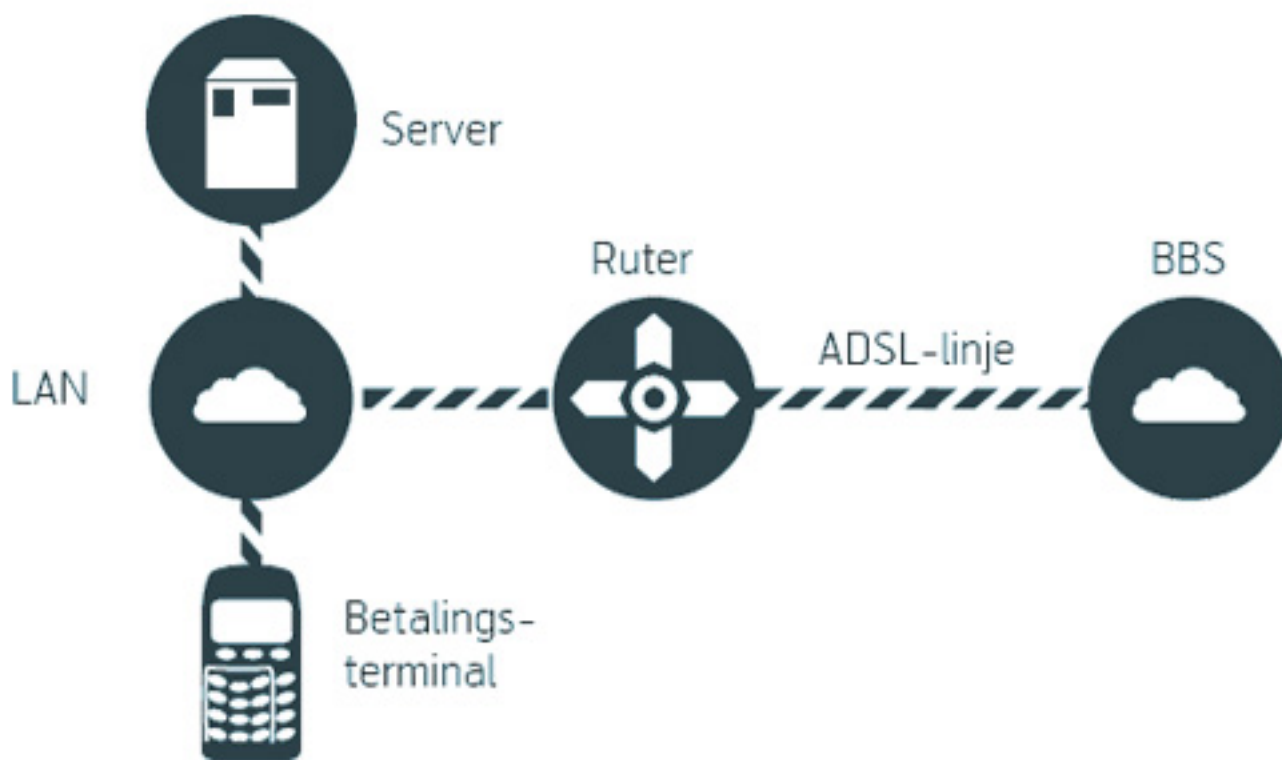 Server
Ruter
BBS
ADSL-linje
LAN
Betalings-
terminal